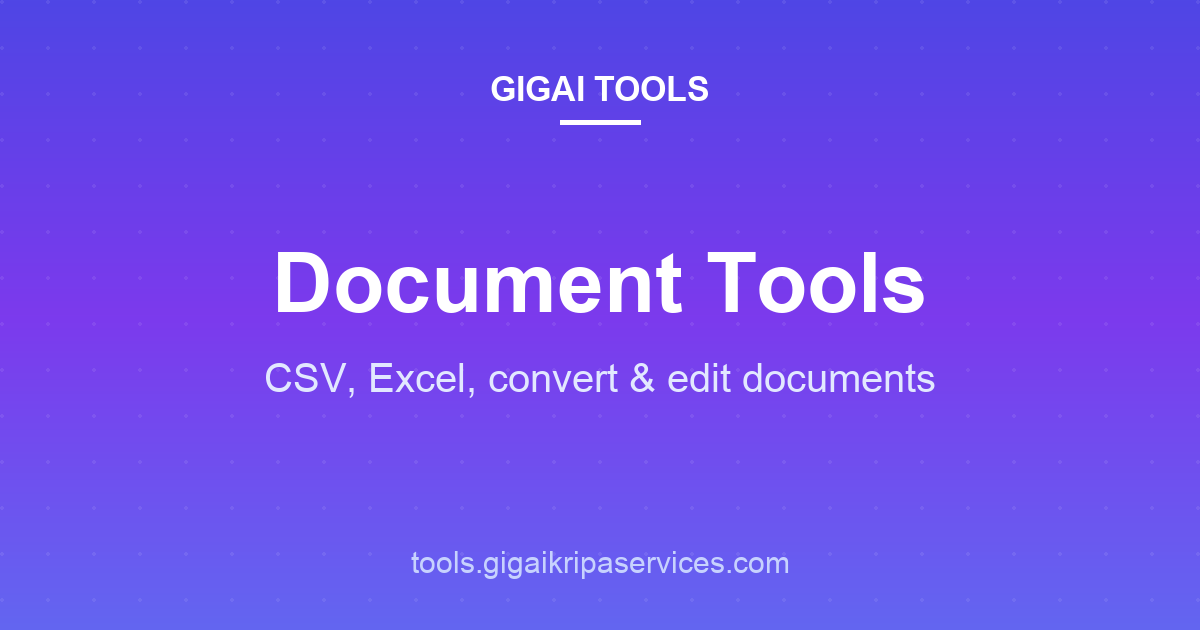 GIGAI TOOLS
Document Tools
CSV, Excel, convert & edit documents
tools.gigaikripaservices.com